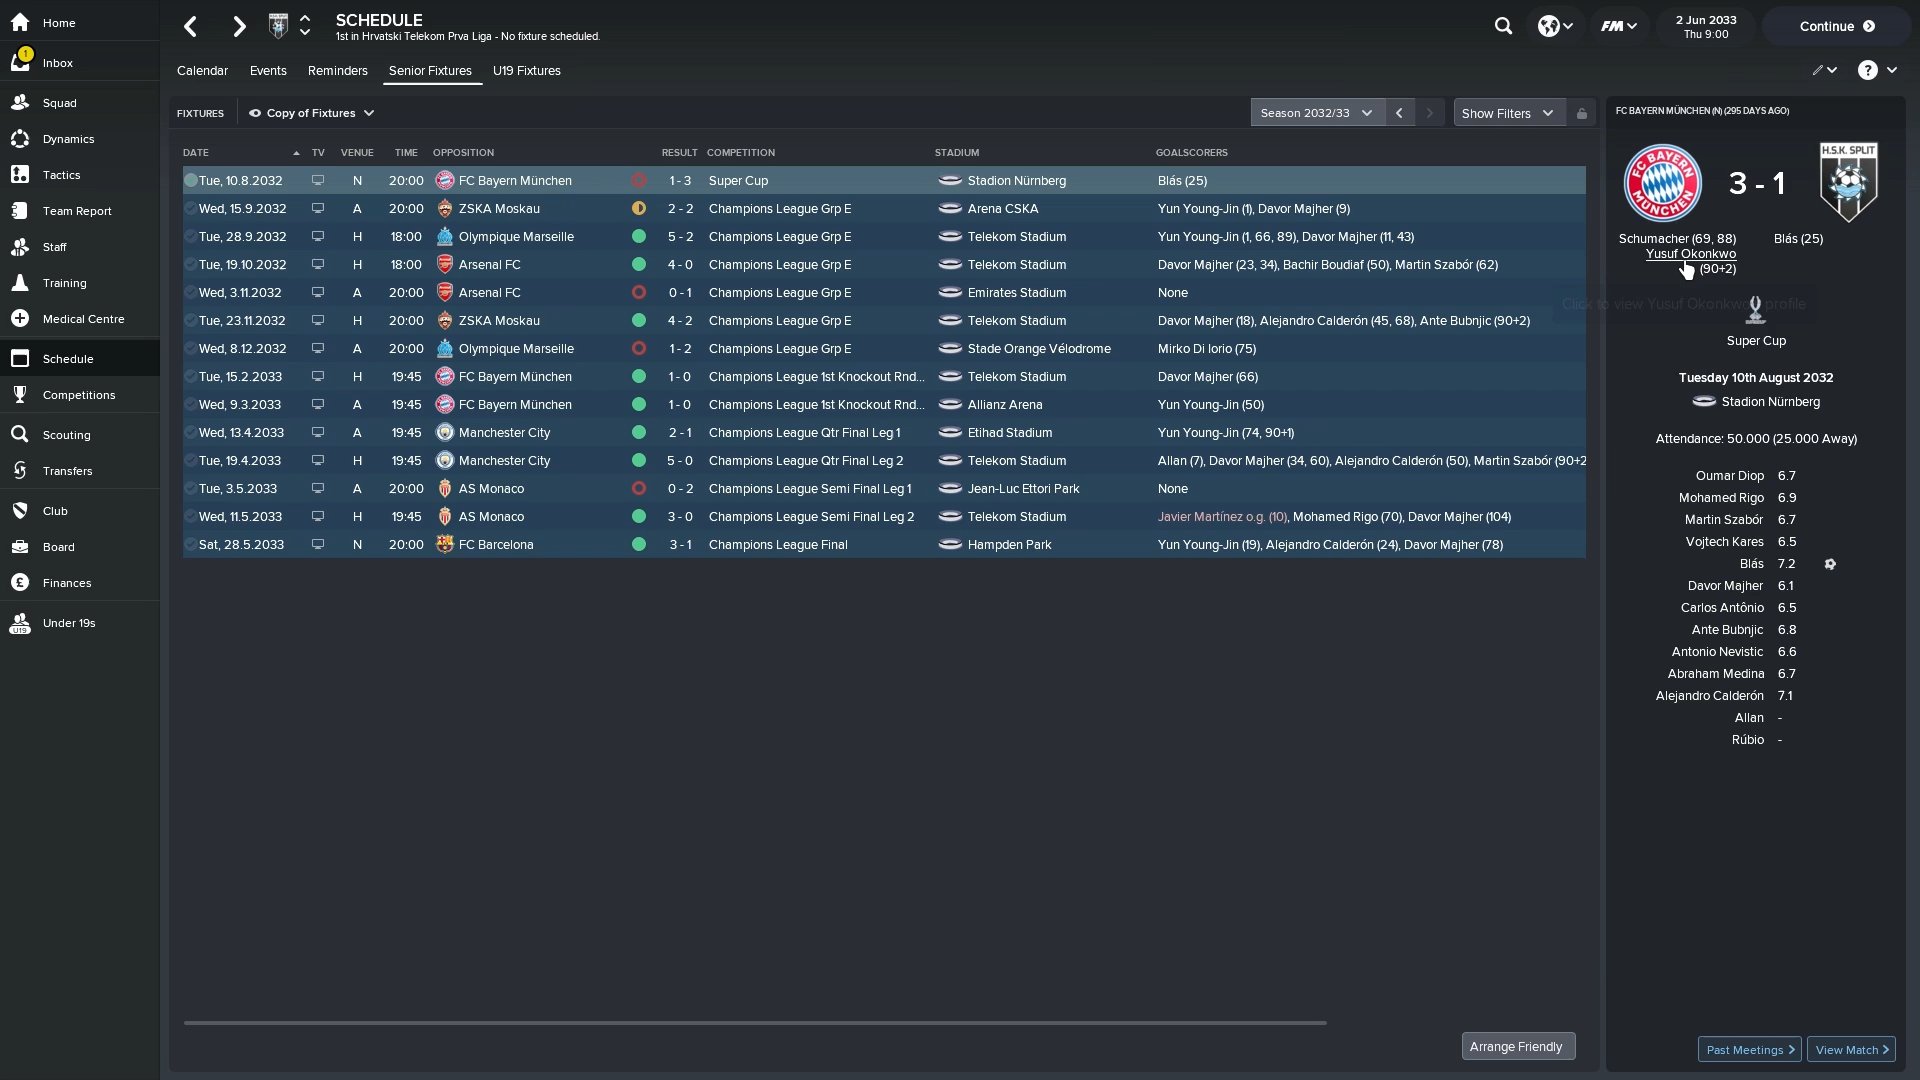 Home
1
Inbox
Squad
Dynamics
Tactics
Team Report
Staff
Training
Medical Centre
Schedule
Competitions
Scouting
Transfers
Club
Board
£
Finances
U19
Under 19s
SCHEDULE
1st in Hrvatski Telekom Prva Liga - No fixture scheduled.
FM
2 Jun 2033
Thu 9:00
Continue
Calendar Events Reminders Senior Fixtures U19 Fixtures
?
FIXTURES Copy of Fixtures Season 2032/33 Show Filters
DATE TV VENUE TIME OPPOSITION RESULT COMPETITION STADIUM GOALSCORERS
Tue, 10.8.2032 N 20:00 FC Bayern München 1 - 3 Super Cup Stadion Nürnberg Blás (25)
Wed, 15.9.2032 A 20:00 ZSKA Moskau 2 - 2 Champions League Grp E Arena CSKA Yun Young-Jin (1), Davor Majher (9)
Tue, 28.9.2032 H 18:00 Olympique Marseille 5 - 2 Champions League Grp E Telekom Stadium Yun Young-Jin (1, 66, 89), Davor Majher (11, 43)
Tue, 19.10.2032 H 18:00 Arsenal FC 4 - 0 Champions League Grp E Telekom Stadium Davor Majher (23, 34), Bachir Boudiaf (50), Martin Szabór (62)
Wed, 3.11.2032 A 20:00 Arsenal FC 0 - 1 Champions League Grp E Emirates Stadium None
Tue, 23.11.2032 H 20:00 ZSKA Moskau 4 - 2 Champions League Grp E Telekom Stadium Davor Majher (18), Alejandro Calderón (45, 68), Ante Bubnjic (90+2)
Wed, 8.12.2032 A 20:00 Olympique Marseille 1 - 2 Champions League Grp E Stade Orange Vélodrome Mirko Di Iorio (75)
Tue, 15.2.2033 H 19:45 FC Bayern München 1 - 0 Champions League 1st Knockout Rnd... Telekom Stadium Davor Majher (66)
Wed, 9.3.2033 A 19:45 FC Bayern München 1 - 0 Champions League 1st Knockout Rnd... Allianz Arena Yun Young-Jin (50)
Wed, 13.4.2033 A 19:45 Manchester City 2 - 1 Champions League Qtr Final Leg 1 Etihad Stadium Yun Young-Jin (74, 90+1)
Tue, 19.4.2033 H 19:45 Manchester City 5 - 0 Champions League Qtr Final Leg 2 Telekom Stadium Allan (7), Davor Majher (34, 60), Alejandro Calderón (50), Martin Szabór (90+2
Tue, 3.5.2033 A 20:00 AS Monaco 0 - 2 Champions League Semi Final Leg 1 Jean-Luc Ettori Park None
Wed, 11.5.2033 H 19:45 AS Monaco 3 - 0 Champions League Semi Final Leg 2 Telekom Stadium Javier Martínez o.g. (10), Mohamed Rigo (70), Davor Majher (104)
Sat, 28.5.2033 N 20:00 FC Barcelona 3 - 1 Champions League Final Hampden Park Yun Young-Jin (19), Alejandro Calderón (24), Davor Majher (78)
Arrange Friendly
FC BAYERN MÜNCHEN (N) (295 DAYS AGO)
FC BAYERN MÜNCHEN
3 - 1
H.S.K. SPLIT
Schumacher (69, 88) Blás (25)
Yusuf Okonkwo
(90+2)
Click to view Yusuf Okonkwo's profile
Super Cup
Tuesday 10th August 2032
Stadion Nürnberg
Attendance: 50.000 (25.000 Away)
Oumar Diop 6.7
Mohamed Rigo 6.9
Martin Szabór 6.7
Vojtech Kares 6.5
Blás 7.2
Davor Majher 6.1
Carlos Antônio 6.5
Ante Bubnjic 6.8
Antonio Nevistic 6.6
Abraham Medina 6.7
Alejandro Calderón 7.1
Allan -
Rúbio -
Past Meetings View Match